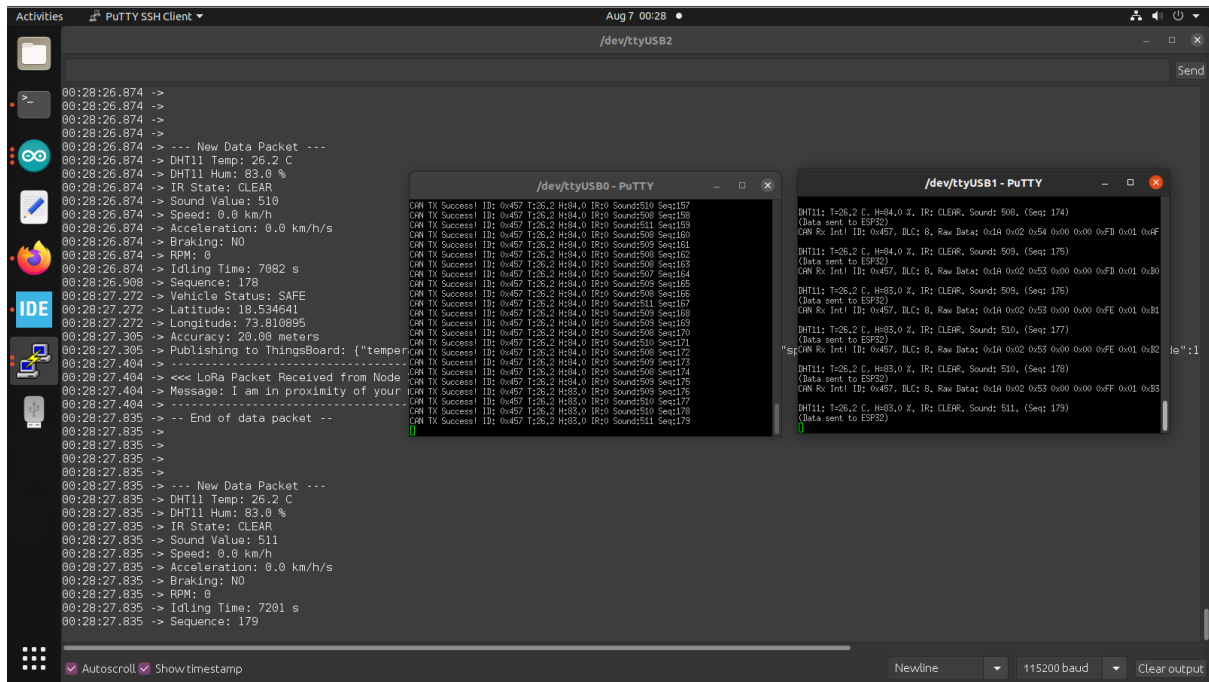 Activities
PuTTY SSH Client
Aug 7 00:28
/dev/ttyUSB2
Send
00:28:26.874 ->
00:28:26.874 ->
00:28:26.874 ->
00:28:26.874 ->
00:28:26.874 -> --- New Data Packet ---
00:28:26.874 -> DHT11 Temp: 26.2 C
00:28:26.874 -> DHT11 Hum: 83.0 %
00:28:26.874 -> IR State: CLEAR
00:28:26.874 -> Sound Value: 510
00:28:26.874 -> Speed: 0.0 km/h
00:28:26.874 -> Acceleration: 0.0 km/h/s
00:28:26.874 -> Braking: NO
00:28:26.874 -> RPM: 0
00:28:26.874 -> Idling Time: 7082 s
00:28:26.908 -> Sequence: 178
00:28:27.272 -> Vehicle Status: SAFE
00:28:27.272 -> Latitude: 18.534641
00:28:27.272 -> Longitude: 73.810895
00:28:27.305 -> Accuracy: 20.00 meters
00:28:27.305 -> Publishing to ThingsBoard: {"temper
"sp
de":1
00:28:27.404 -> -----------------------------------
00:28:27.404 -> <<< LoRa Packet Received from Node
00:28:27.404 -> Message: I am in proximity of your
00:28:27.404 -> -----------------------------------
00:28:27.835 -> -- End of data packet --
00:28:27.835 ->
00:28:27.835 ->
00:28:27.835 ->
00:28:27.835 ->
00:28:27.835 -> --- New Data Packet ---
00:28:27.835 -> DHT11 Temp: 26.2 C
00:28:27.835 -> DHT11 Hum: 83.0 %
00:28:27.835 -> IR State: CLEAR
00:28:27.835 -> Sound Value: 511
00:28:27.835 -> Speed: 0.0 km/h
00:28:27.835 -> Acceleration: 0.0 km/h/s
00:28:27.835 -> Braking: NO
00:28:27.835 -> RPM: 0
00:28:27.835 -> Idling Time: 7201 s
00:28:27.835 -> Sequence: 179
/dev/ttyUSB0 - PuTTY
CAN TX Success! ID: 0x457 T:26.2 H:84.0 IR:0 Sound:510 Seq:157
CAN TX Success! ID: 0x457 T:26.2 H:84.0 IR:0 Sound:508 Seq:158
CAN TX Success! ID: 0x457 T:26.2 H:84.0 IR:0 Sound:511 Seq:159
CAN TX Success! ID: 0x457 T:26.2 H:84.0 IR:0 Sound:508 Seq:160
CAN TX Success! ID: 0x457 T:26.2 H:84.0 IR:0 Sound:509 Seq:161
CAN TX Success! ID: 0x457 T:26.2 H:84.0 IR:0 Sound:508 Seq:162
CAN TX Success! ID: 0x457 T:26.2 H:84.0 IR:0 Sound:508 Seq:163
CAN TX Success! ID: 0x457 T:26.2 H:84.0 IR:0 Sound:507 Seq:164
CAN TX Success! ID: 0x457 T:26.2 H:84.0 IR:0 Sound:509 Seq:165
CAN TX Success! ID: 0x457 T:26.2 H:84.0 IR:0 Sound:508 Seq:166
CAN TX Success! ID: 0x457 T:26.2 H:84.0 IR:0 Sound:511 Seq:167
CAN TX Success! ID: 0x457 T:26.2 H:84.0 IR:0 Sound:509 Seq:168
CAN TX Success! ID: 0x457 T:26.2 H:84.0 IR:0 Sound:509 Seq:169
CAN TX Success! ID: 0x457 T:26.2 H:84.0 IR:0 Sound:508 Seq:170
CAN TX Success! ID: 0x457 T:26.2 H:84.0 IR:0 Sound:510 Seq:171
CAN TX Success! ID: 0x457 T:26.2 H:84.0 IR:0 Sound:508 Seq:172
CAN TX Success! ID: 0x457 T:26.2 H:84.0 IR:0 Sound:509 Seq:173
CAN TX Success! ID: 0x457 T:26.2 H:84.0 IR:0 Sound:508 Seq:174
CAN TX Success! ID: 0x457 T:26.2 H:84.0 IR:0 Sound:509 Seq:175
CAN TX Success! ID: 0x457 T:26.2 H:83.0 IR:0 Sound:509 Seq:176
CAN TX Success! ID: 0x457 T:26.2 H:83.0 IR:0 Sound:510 Seq:177
CAN TX Success! ID: 0x457 T:26.2 H:83.0 IR:0 Sound:510 Seq:178
CAN TX Success! ID: 0x457 T:26.2 H:83.0 IR:0 Sound:511 Seq:179
/dev/ttyUSB1 - PuTTY
DHT11: T=26.2 C, H=84.0 %, IR: CLEAR, Sound: 508, (Seq: 174)
(Data sent to ESP32)
CAN Rx Int! ID: 0x457, DLC: 8, Raw Data: 0x1A 0x02 0x54 0x00 0x00 0xFD 0x01 0xAF
DHT11: T=26.2 C, H=84.0 %, IR: CLEAR, Sound: 509, (Seq: 175)
(Data sent to ESP32)
CAN Rx Int! ID: 0x457, DLC: 8, Raw Data: 0x1A 0x02 0x53 0x00 0x00 0xFD 0x01 0xB0
DHT11: T=26.2 C, H=83.0 %, IR: CLEAR, Sound: 509, (Seq: 176)
(Data sent to ESP32)
CAN Rx Int! ID: 0x457, DLC: 8, Raw Data: 0x1A 0x02 0x53 0x00 0x00 0xFE 0x01 0xB1
DHT11: T=26.2 C, H=83.0 %, IR: CLEAR, Sound: 510, (Seq: 177)
(Data sent to ESP32)
CAN Rx Int! ID: 0x457, DLC: 8, Raw Data: 0x1A 0x02 0x53 0x00 0x00 0xFE 0x01 0xB2
DHT11: T=26.2 C, H=83.0 %, IR: CLEAR, Sound: 510, (Seq: 178)
(Data sent to ESP32)
CAN Rx Int! ID: 0x457, DLC: 8, Raw Data: 0x1A 0x02 0x53 0x00 0x00 0xFF 0x01 0xB3
DHT11: T=26.2 C, H=83.0 %, IR: CLEAR, Sound: 511, (Seq: 179)
(Data sent to ESP32)
IDE
Autoscroll
Show timestamp
Newline
115200 baud
Clear output